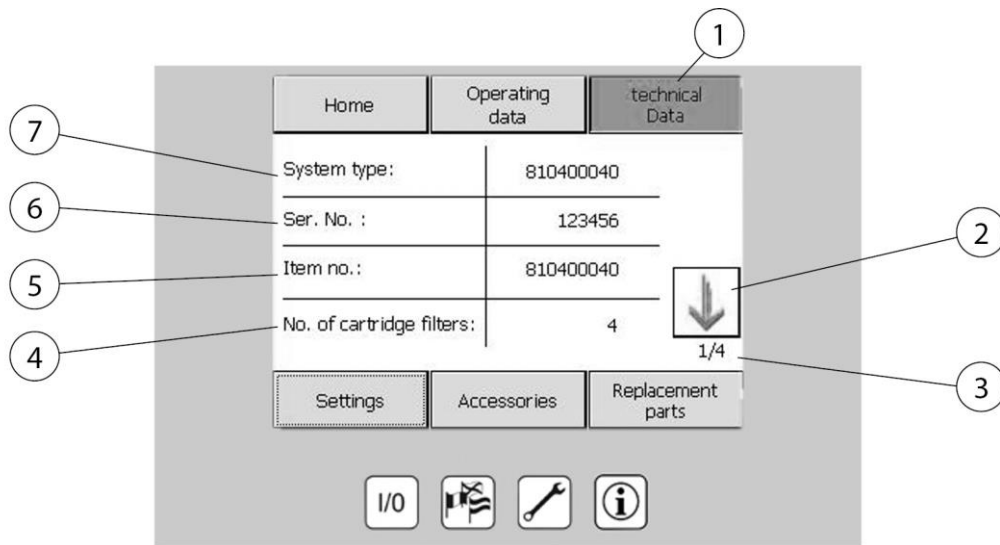 1
Home
Operating
data
technical
Data
7
System type:
810400040
6
Ser. No. :
123456
2
5
Item no.:
810400040
4
No. of cartridge filters:
4
1/4
3
Settings
Accessories
Replacement
parts
I/0
i